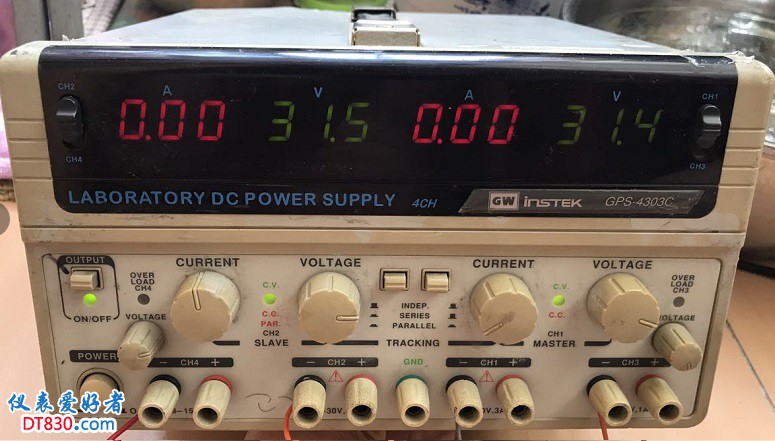 CH2 A V A V CH1
0.00 31.5 0.00 31.4
CH4 CH3
LABORATORY DC POWER SUPPLY 4CH GW INSTEK GPS-4303C
OUTPUT
ON/OFF
OVER
LOAD
CH4
VOLTAGE
CURRENT
C.V.
C.C.
PAR.
CH2
SLAVE
VOLTAGE
INDEP.
SERIES
PARALLEL
TRACKING
CURRENT
C.V.
C.C.
CH1
MASTER
VOLTAGE
OVER
LOAD
CH3
VOLTAGE
POWER
− CH4 +
− CH2 +
GND
− CH1 +
− CH3 +
仪表爱好者
DT830.com